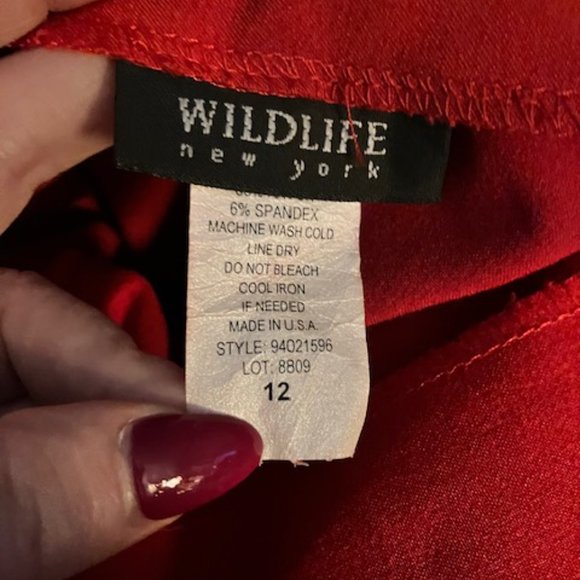 WILDLIFE
new york
6% SPANDEX
MACHINE WASH COLD
LINE DRY
DO NOT BLEACH
COOL IRON
IF NEEDED
MADE IN U.S.A.
STYLE: 94021596
LOT: 8809
12